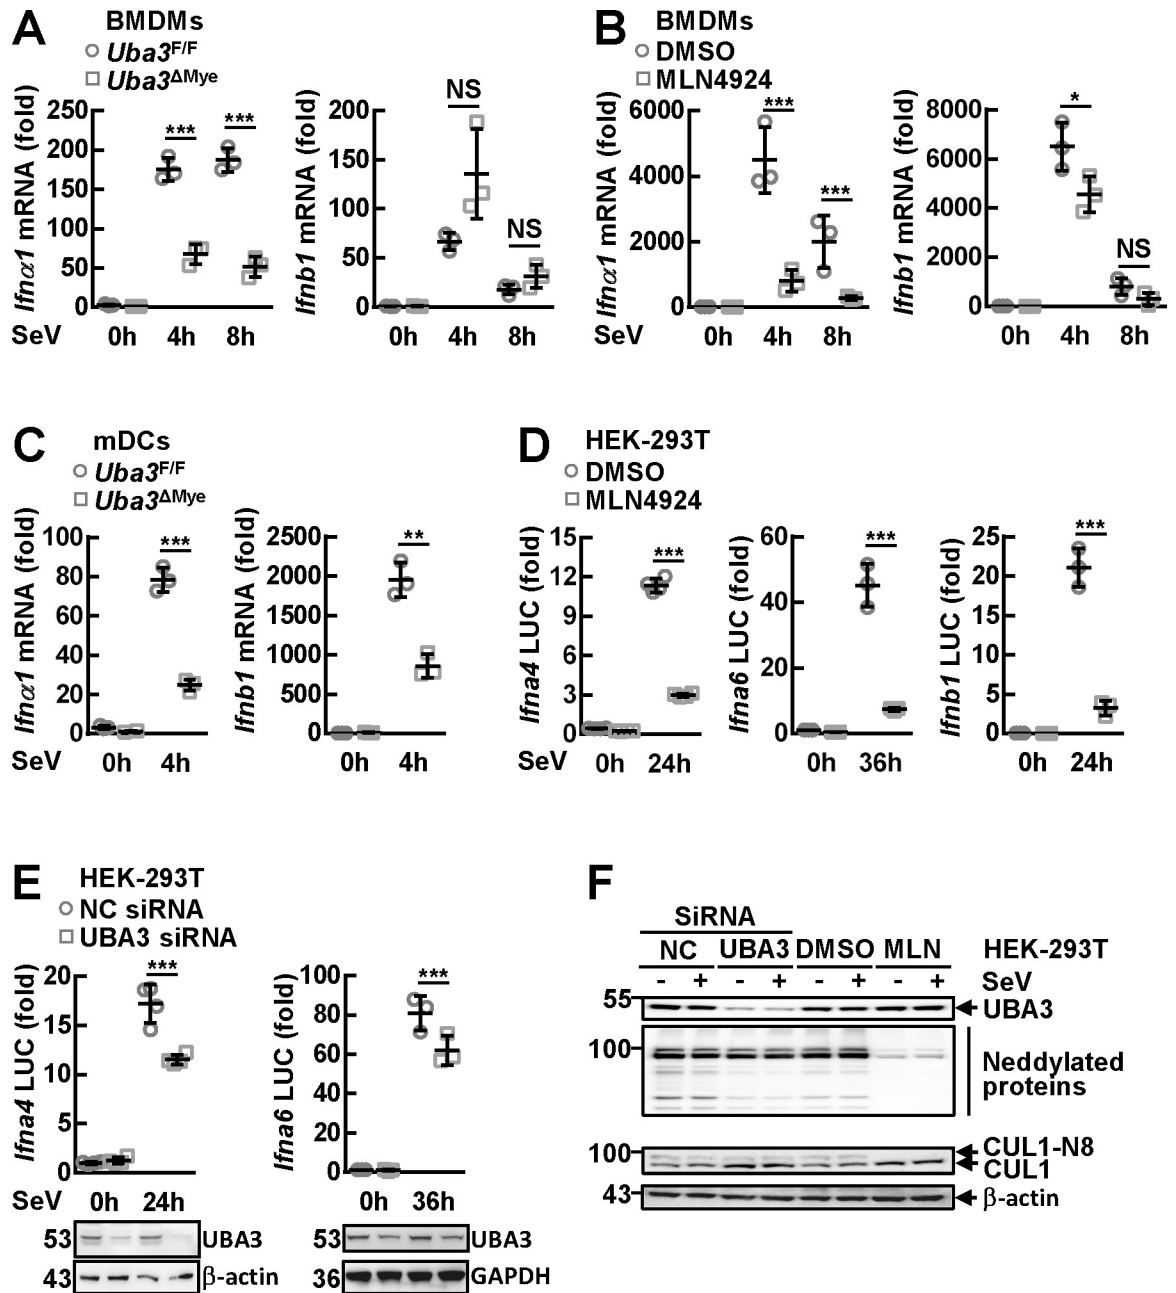 A BMDMs
Uba3F/F
Uba3ΔMye
Ifnα1 mRNA (fold)
250
200
150
100
50
0
***
***
SeV 0h 4h 8h
Ifnb1 mRNA (fold)
200
150
100
50
0
NS
NS
0h 4h 8h
B BMDMs
DMSO
MLN4924
Ifnα1 mRNA (fold)
6000
4000
2000
0
***
***
SeV 0h 4h 8h
Ifnb1 mRNA (fold)
8000
6000
4000
2000
0
*
NS
0h 4h 8h
C mDCs
Uba3F/F
Uba3ΔMye
Ifnα1 mRNA (fold)
100
80
60
40
20
0
***
SeV 0h 4h
Ifnb1 mRNA (fold)
2500
2000
1500
1000
500
0
**
0h 4h
D HEK-293T
DMSO
MLN4924
Ifna4 LUC (fold)
15
12
9
6
3
0
***
SeV 0h 24h
Ifna6 LUC (fold)
60
40
20
0
***
0h 36h
Ifnb1 LUC (fold)
25
20
15
10
5
0
***
0h 24h
E HEK-293T
NC siRNA
UBA3 siRNA
Ifna4 LUC (fold)
20
15
10
5
0
***
SeV 0h 24h
53 UBA3
43 β-actin
Ifna6 LUC (fold)
100
80
60
40
20
0
***
0h 36h
53 UBA3
36 GAPDH
F
SiRNA
NC UBA3 DMSO MLN HEK-293T
- + - + - + - + SeV
55 UBA3
100 Neddylated
proteins
100 CUL1-N8
CUL1
43 β-actin